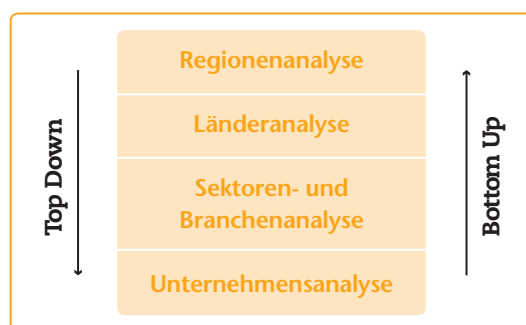 Regionenanalyse
Länderanalyse
Sektoren- und
Branchenanalyse
Unternehmensanalyse
Top Down
Bottom Up